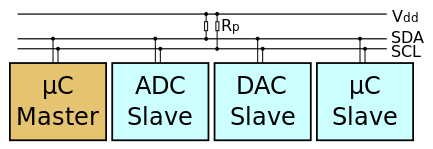 Vdd
Rp
SDA
SCL
µC
Master
ADC
Slave
DAC
Slave
µC
Slave